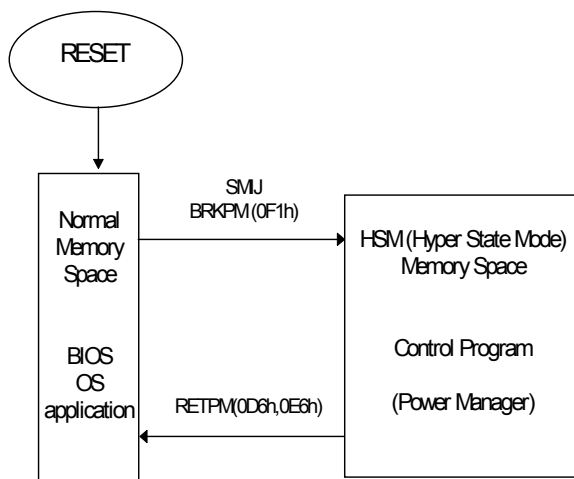 RESET
SMIJ
BRKPM (0F1h)
Normal
Memory
Space
HSM (Hyper State Mode)
Memory Space
BIOS
OS
application
Control Program
(Power Manager)
RETPM(0D6h,0E6h)